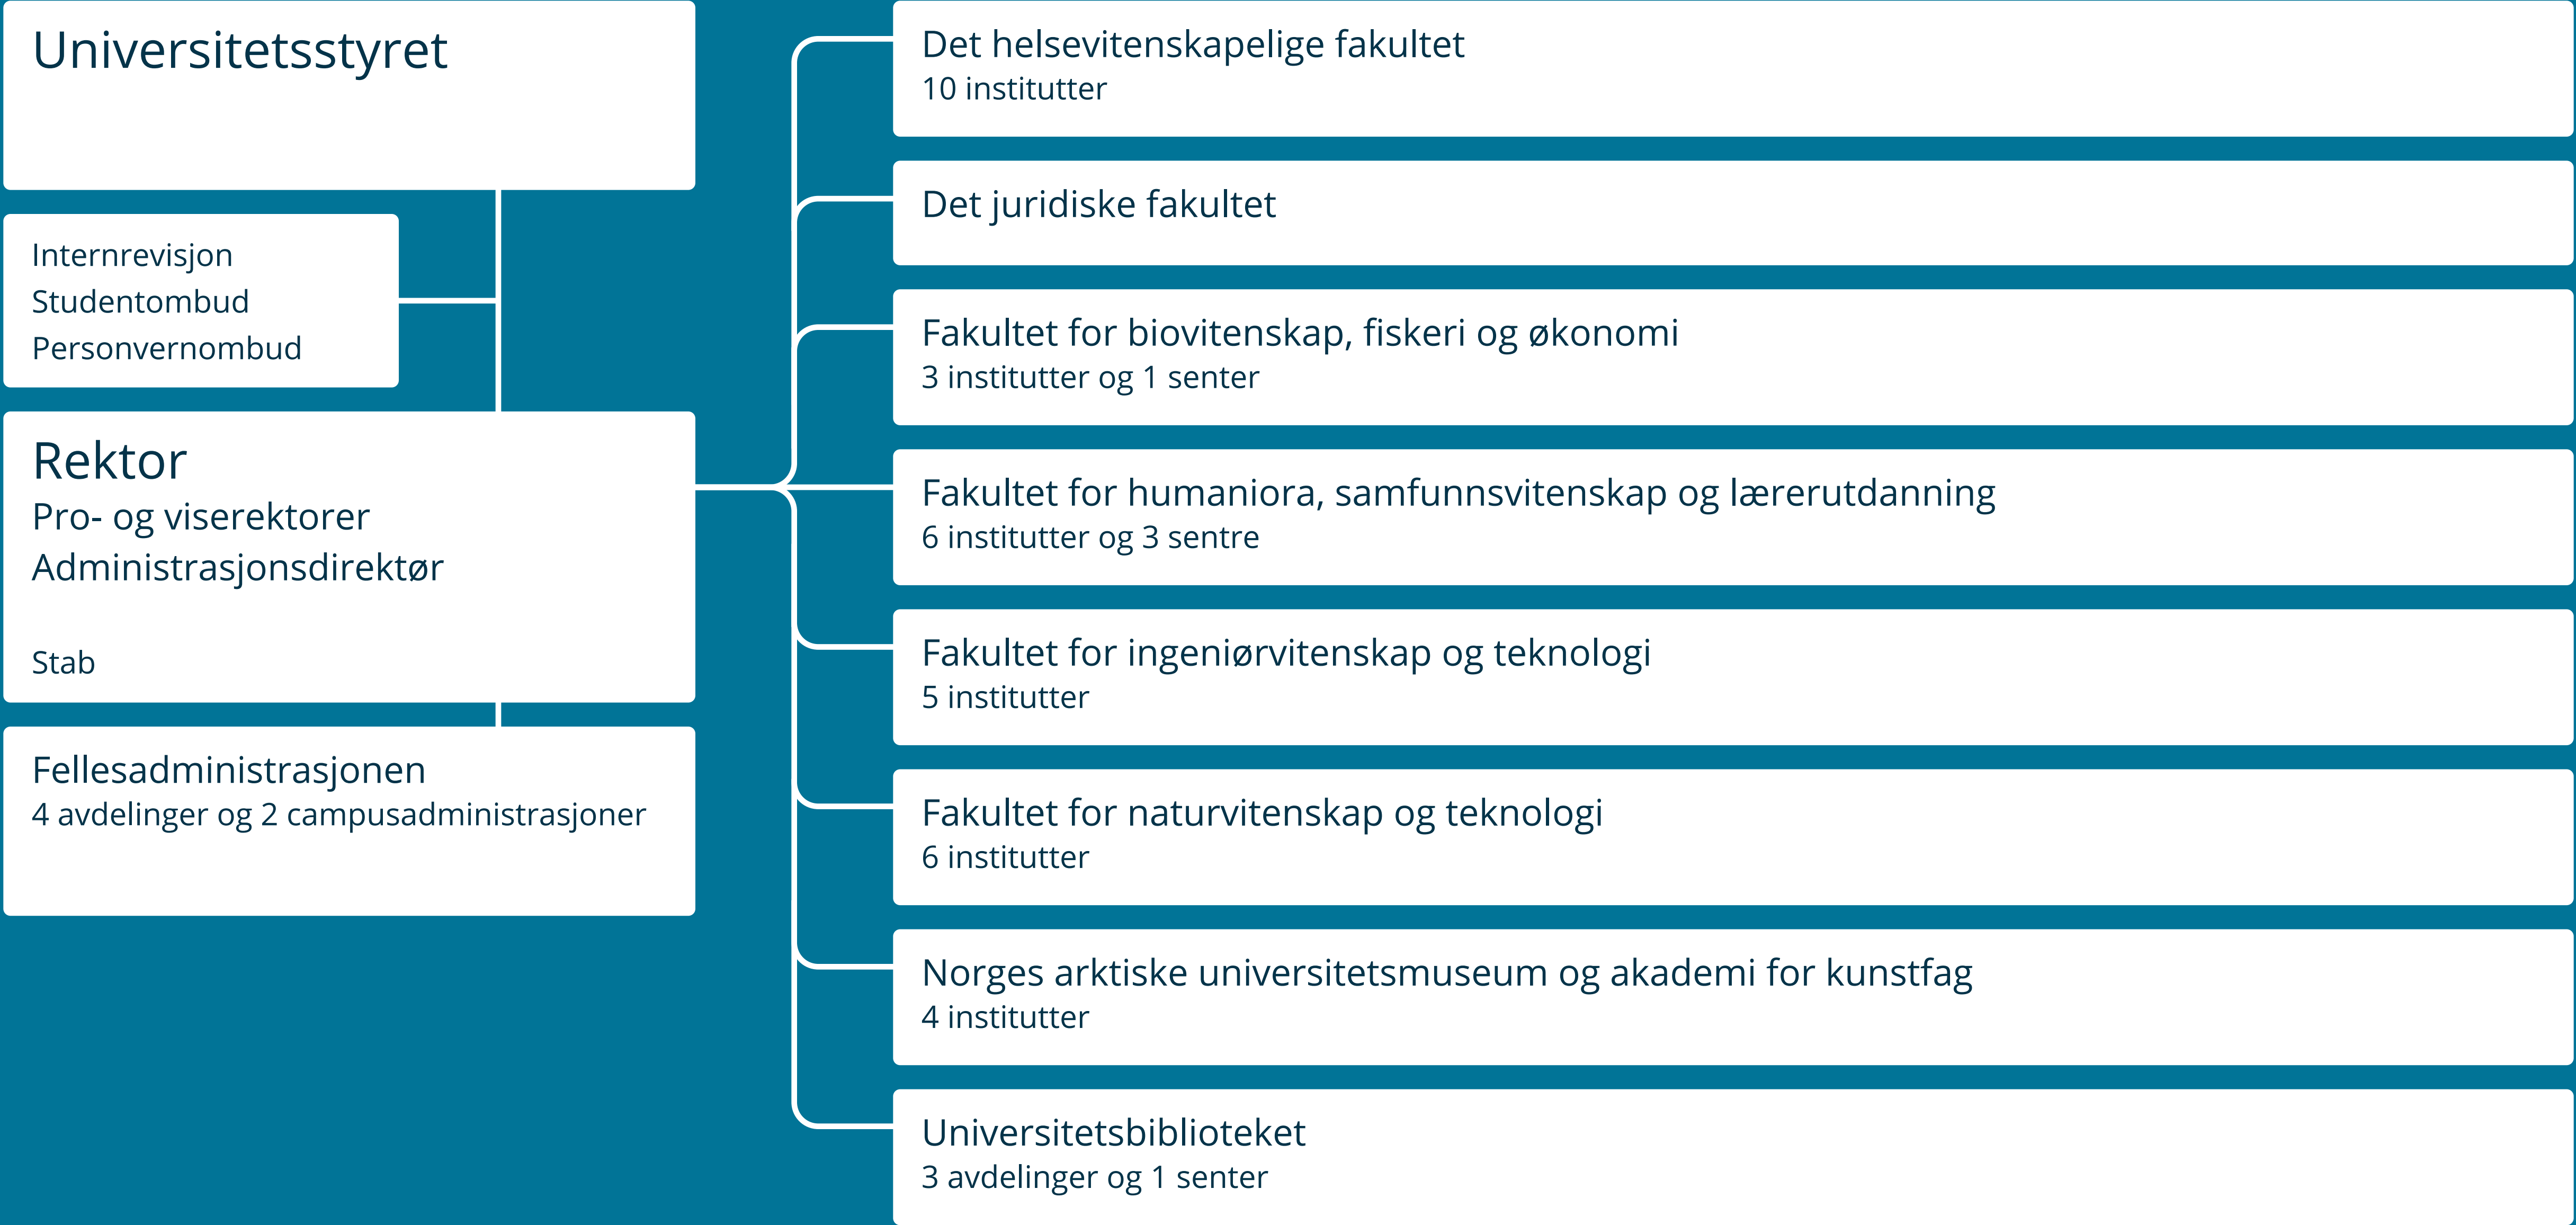 Universitetsstyret
Internrevisjon
Studentombud
Personvernombud
Rektor
Pro- og viserektorer
Administrasjonsdirektør
Stab
Fellesadministrasjonen
4 avdelinger og 2 campusadministrasjoner
Det helsevitenskapelige fakultet
10 institutter
Det juridiske fakultet
Fakultet for biovitenskap, fiskeri og økonomi
3 institutter og 1 senter
Fakultet for humaniora, samfunnsvitenskap og lærerutdanning
6 institutter og 3 sentre
Fakultet for ingeniørvitenskap og teknologi
5 institutter
Fakultet for naturvitenskap og teknologi
6 institutter
Norges arktiske universitetsmuseum og akademi for kunstfag
4 institutter
Universitetsbiblioteket
3 avdelinger og 1 senter